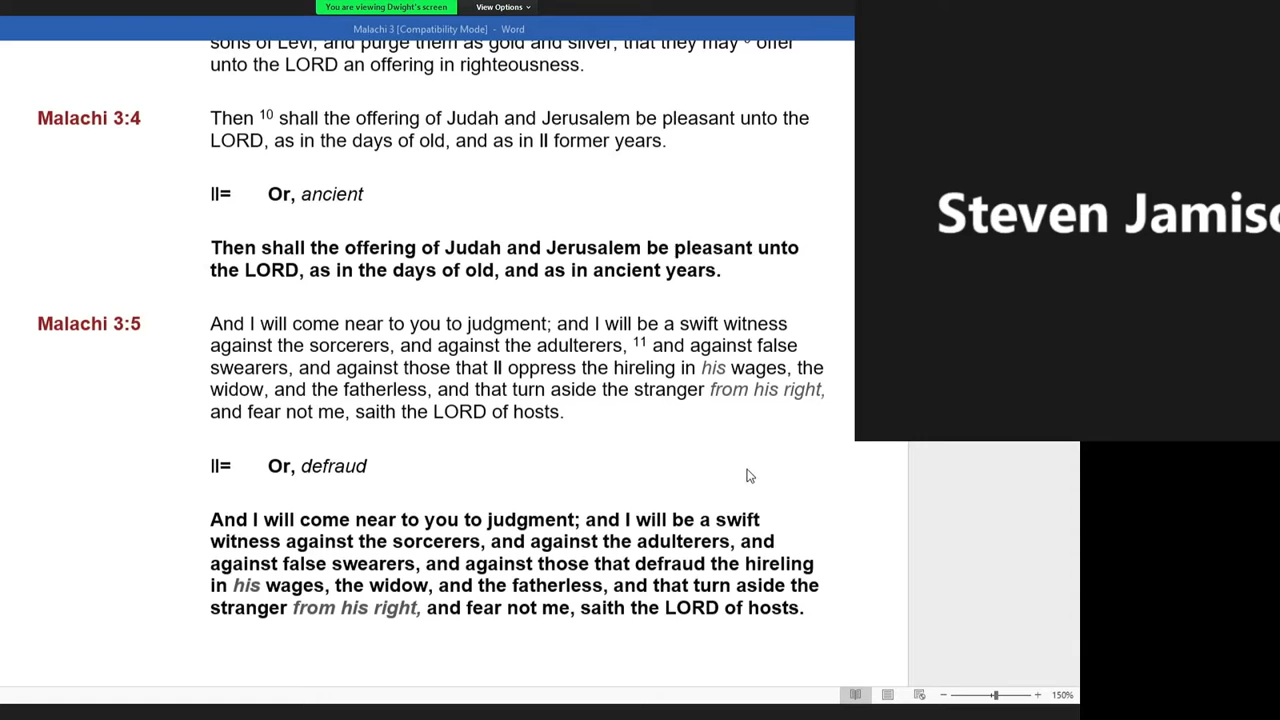 You are viewing Dwight's screen
View Options
Malachi 3 [Compatibility Mode] - Word
sons of Levi, and purge them as gold and silver, that they may offer
unto the LORD an offering in righteousness.
Malachi 3:4
Then 10 shall the offering of Judah and Jerusalem be pleasant unto the
LORD, as in the days of old, and as in II former years.
II= Or, ancient
Then shall the offering of Judah and Jerusalem be pleasant unto
the LORD, as in the days of old, and as in ancient years.
Malachi 3:5
And I will come near to you to judgment; and I will be a swift witness
against the sorcerers, and against the adulterers, 11 and against false
swearers, and against those that II oppress the hireling in his wages, the
widow, and the fatherless, and that turn aside the stranger from his right,
and fear not me, saith the LORD of hosts.
II= Or, defraud
And I will come near to you to judgment; and I will be a swift
witness against the sorcerers, and against the adulterers, and
against false swearers, and against those that defraud the hireling
in his wages, the widow, and the fatherless, and that turn aside the
stranger from his right, and fear not me, saith the LORD of hosts.
Steven Jamiso
150%